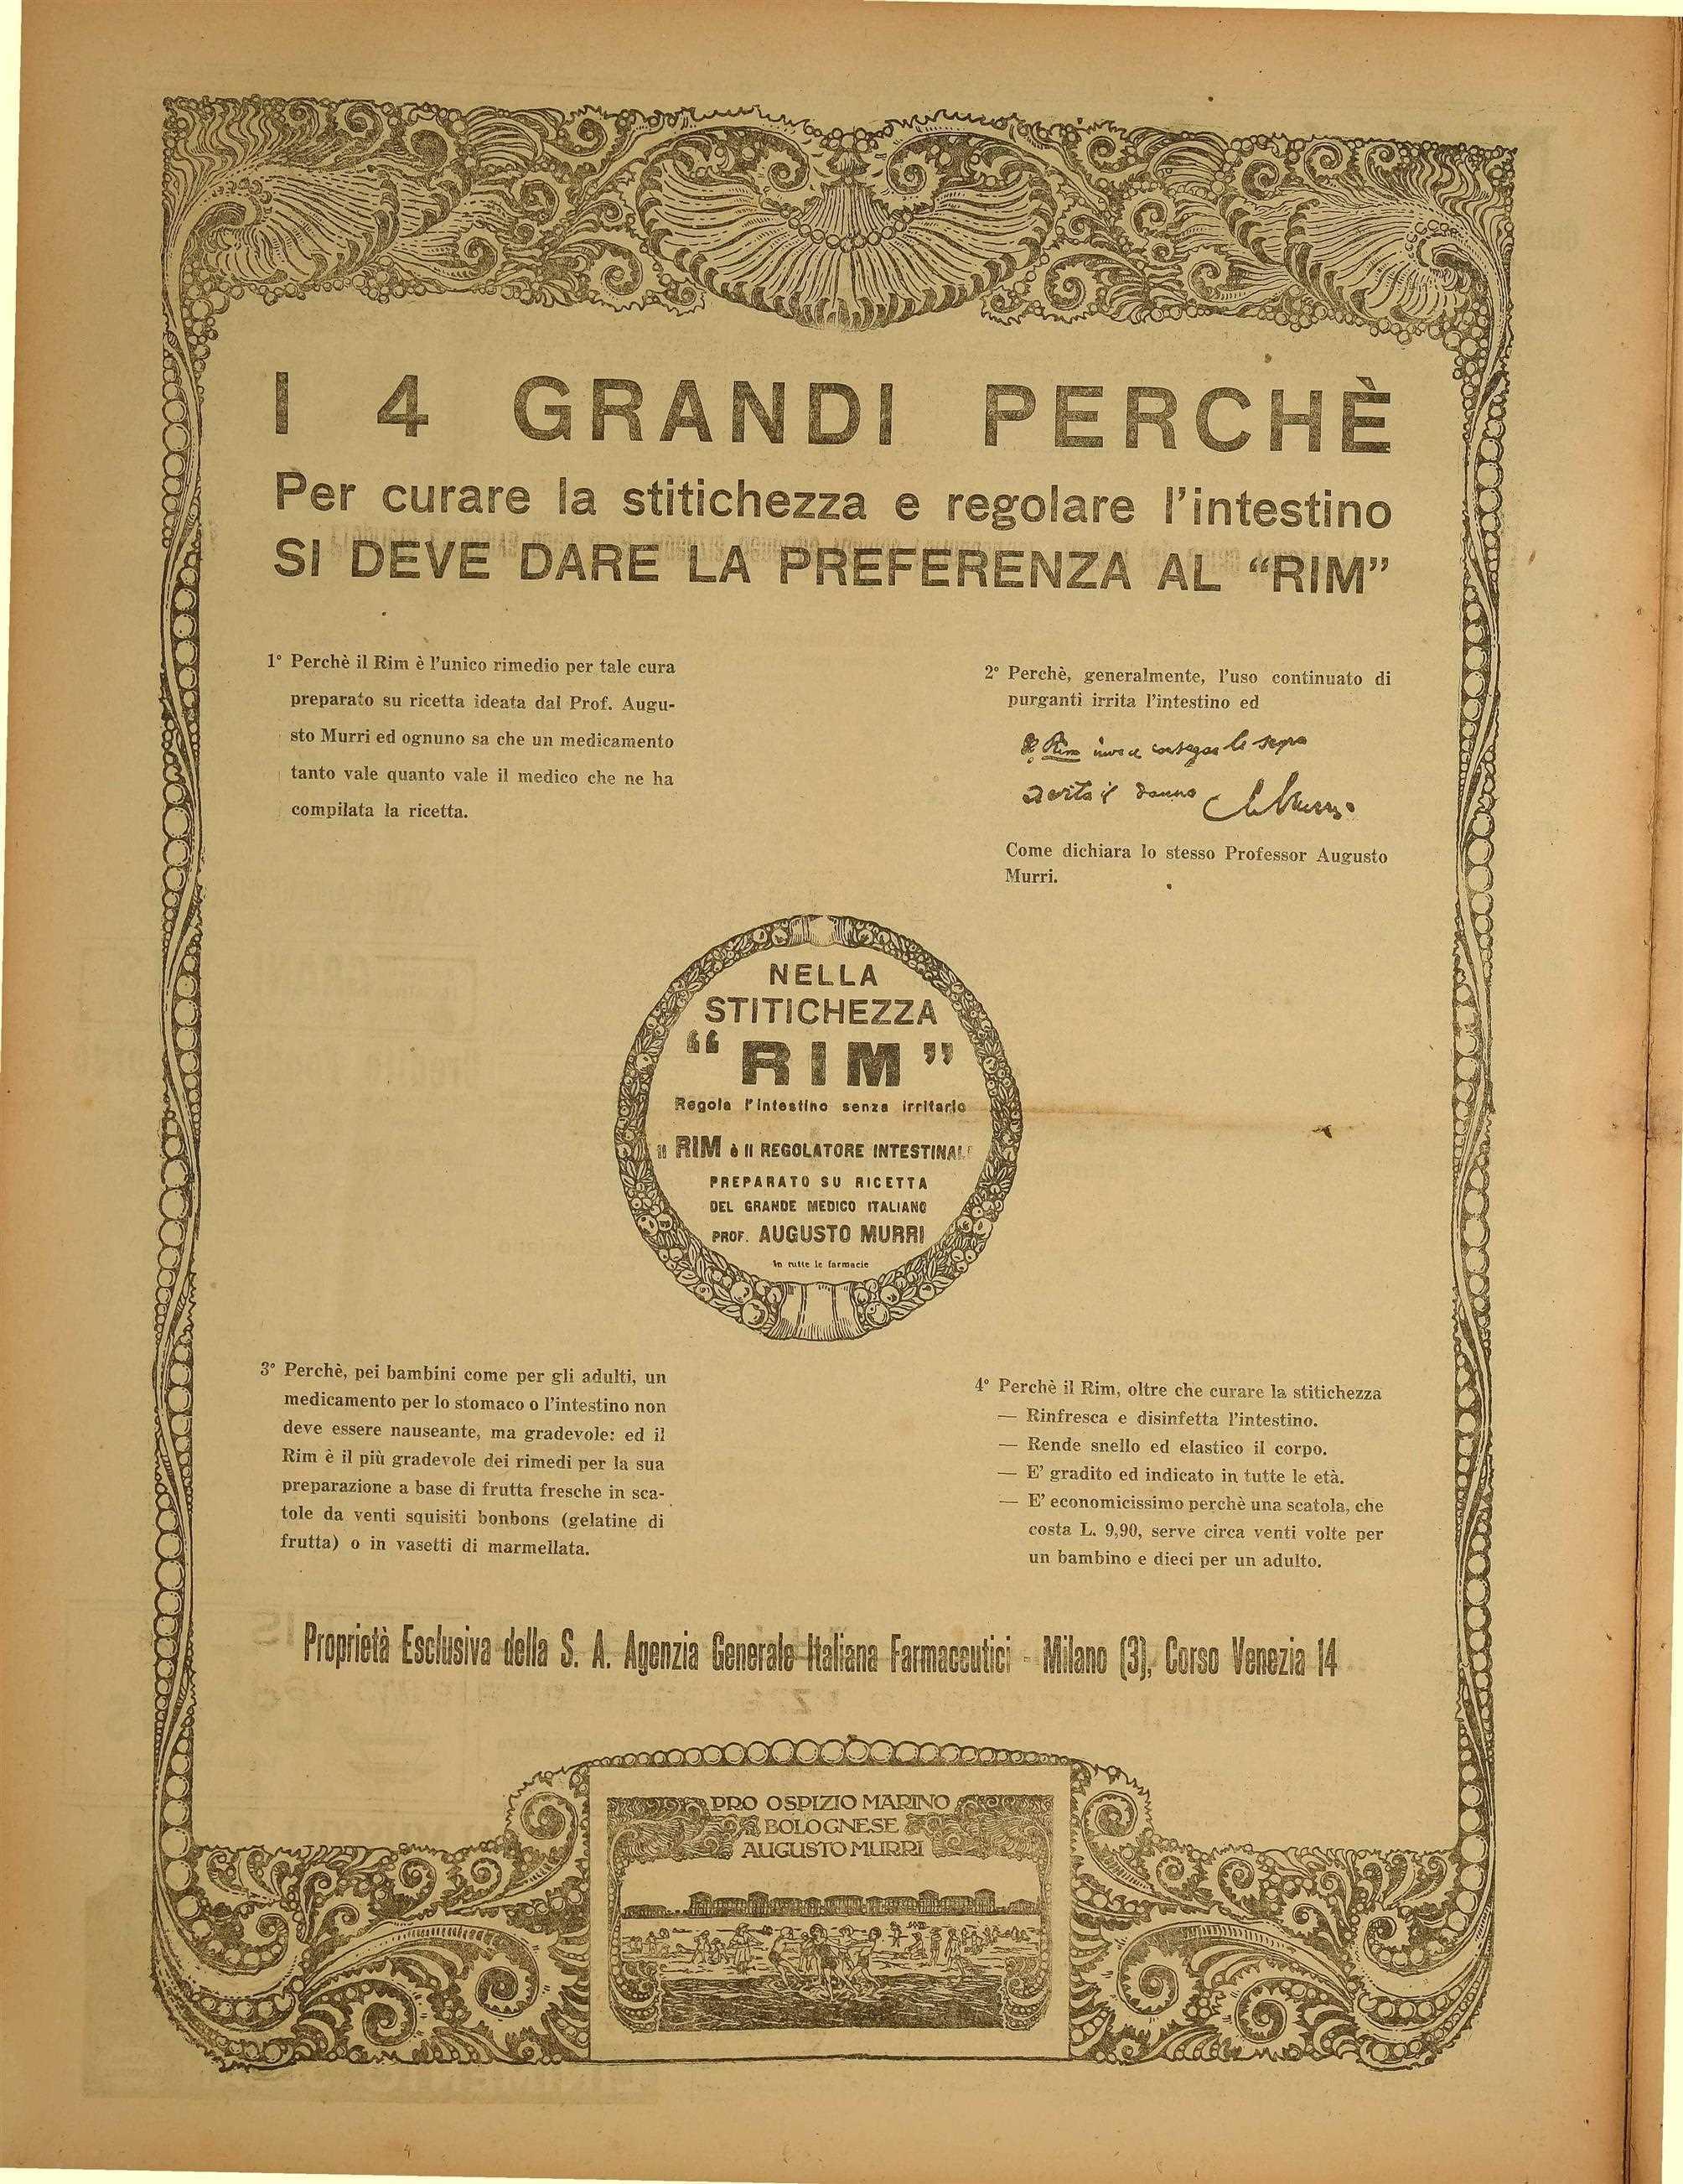 I 4 GRANDI PERCHÈ
Per curare la stitichezza e regolare l'intestino
SI DEVE DARE LA PREFERENZA AL “RIM”
1° Perchè il Rim è l'unico rimedio per tale cura
preparato su ricetta ideata dal Prof. Augu-
sto Murri ed ognuno sa che un medicamento
tanto vale quanto vale il medico che ne ha
compilata la ricetta.
2° Perchè, generalmente, l'uso continuato di
purganti irrita l'intestino ed
il Rim invece la
evita il danno Murri
Come dichiara lo stesso Professor Augusto
Murri.
NELLA
STITICHEZZA
“RIM”
Regola l'intestino senza irritarlo
Il RIM è il REGOLATORE INTESTINALE
PREPARATO SU RICETTA
DEL GRANDE MEDICO ITALIANO
PROF. AUGUSTO MURRI
In tutte le farmacie
3° Perchè, pei bambini come per gli adulti, un
medicamento per lo stomaco o l'intestino non
deve essere nauseante, ma gradevole: ed il
Rim è il più gradevole dei rimedi per la sua
preparazione a base di frutta fresche in sca-
tole da venti squisiti bonbons (gelatine di
frutta) o in vasetti di marmellata.
4° Perchè il Rim, oltre che curare la stitichezza
— Rinfresca e disinfetta l'intestino.
— Rende snello ed elastico il corpo.
— E' gradito ed indicato in tutte le età.
— E' economicissimo perchè una scatola, che
costa L. 9,90, serve circa venti volte per
un bambino e dieci per un adulto.
Proprietà Esclusiva della S. A. Agenzia Generale Italiana Farmaceutici - Milano (3), Corso Venezia 14
PRO OSPIZIO MARINO
BOLOGNESE
AUGUSTO MURRI